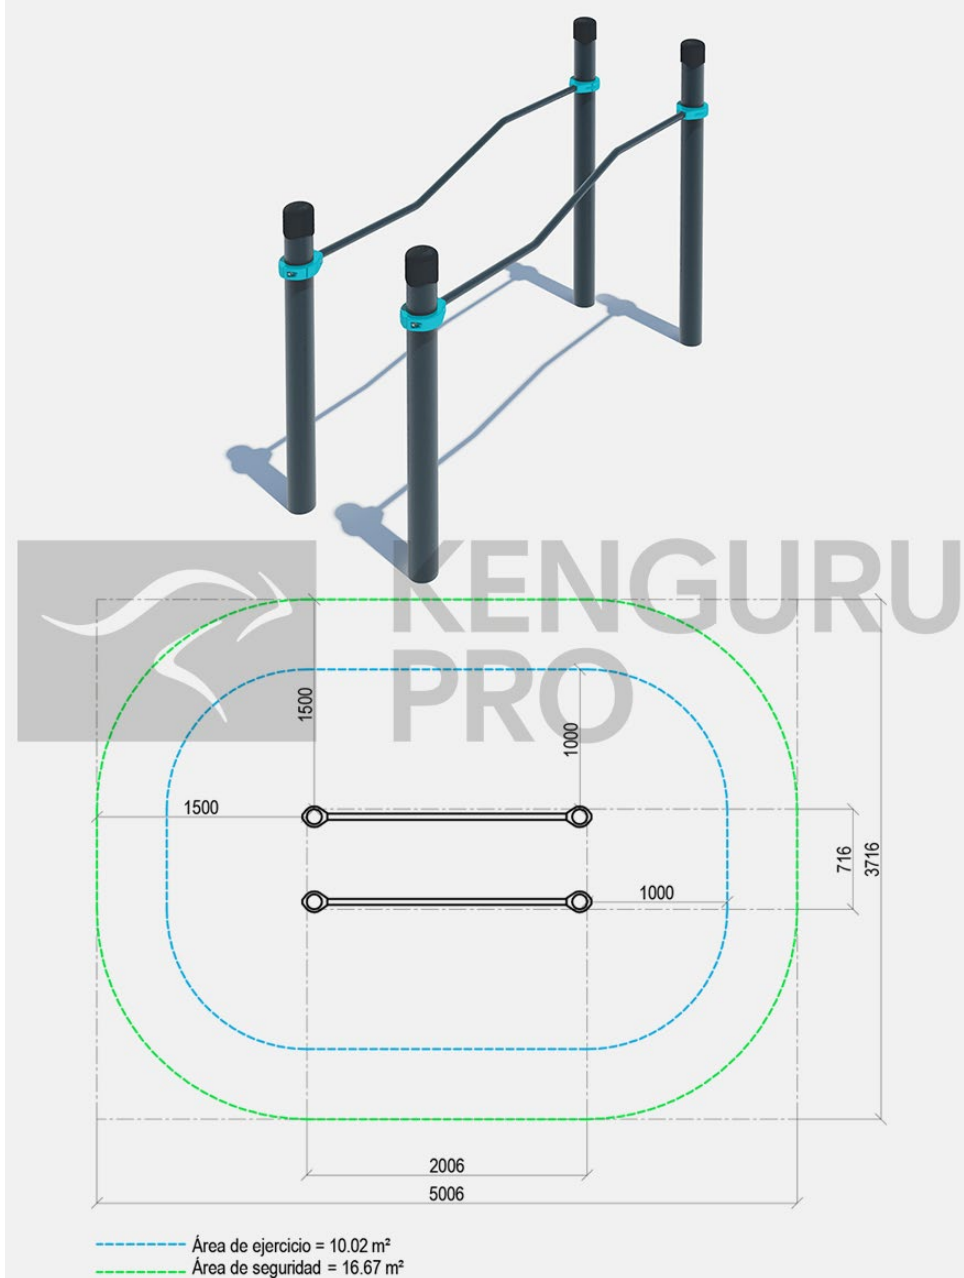 KENGURU
PRO
1500
1000
1500
716
3716
1000
2006
5006
Área de ejercicio = 10.02 m²
Área de seguridad = 16.67 m²